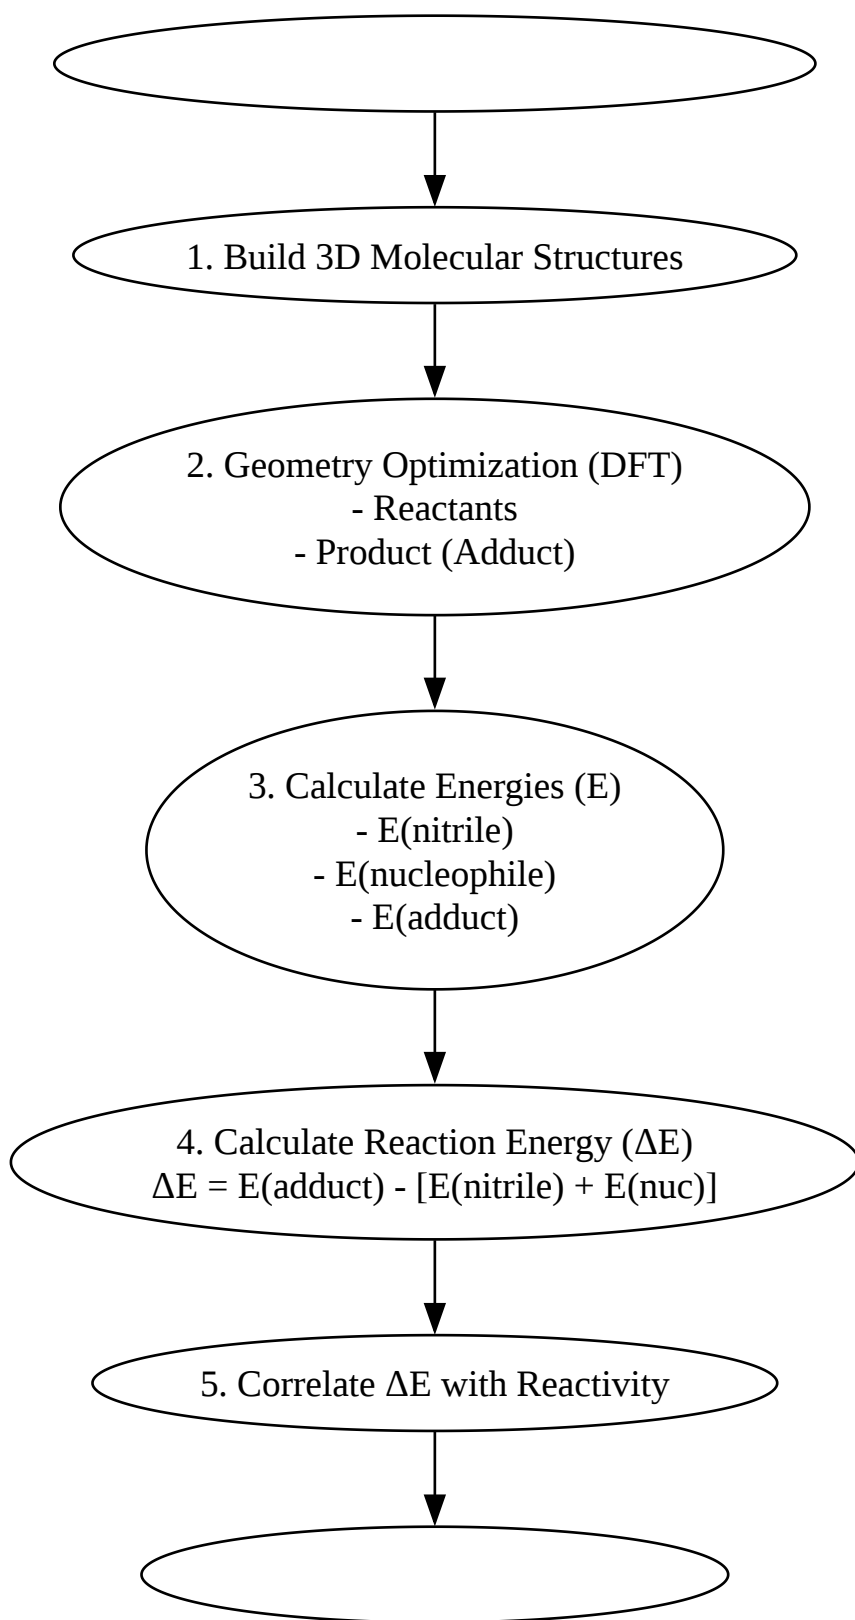 1. Build 3D Molecular Structures
2. Geometry Optimization (DFT)
- Reactants
- Product (Adduct)
3. Calculate Energies (E)
- E(nitrile)
- E(nucleophile)
- E(adduct)
4. Calculate Reaction Energy (ΔE)
ΔE = E(adduct) - [E(nitrile) + E(nuc)]
5. Correlate ΔE with Reactivity